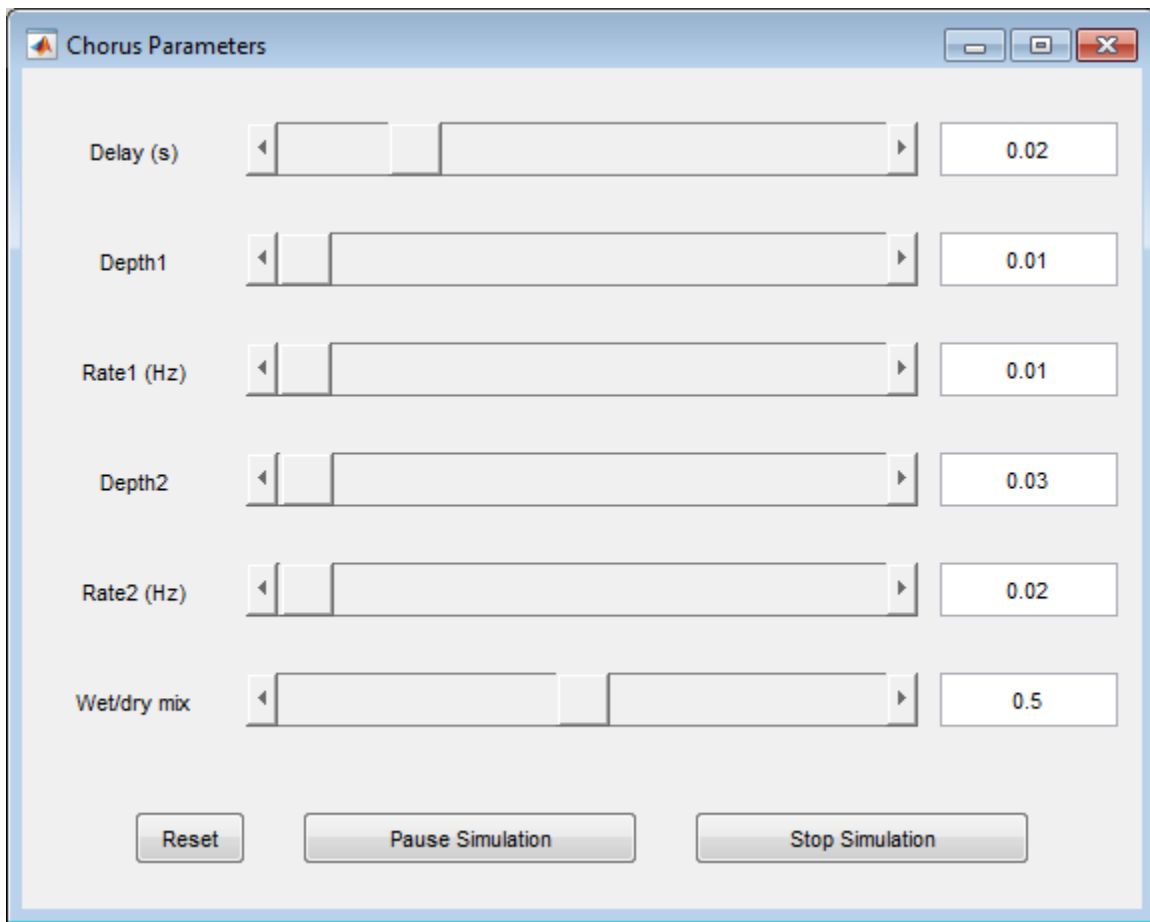 Chorus Parameters
Delay (s) 0.02
Depth1 0.01
Rate1 (Hz) 0.01
Depth2 0.03
Rate2 (Hz) 0.02
Wet/dry mix 0.5
Reset Pause Simulation Stop Simulation